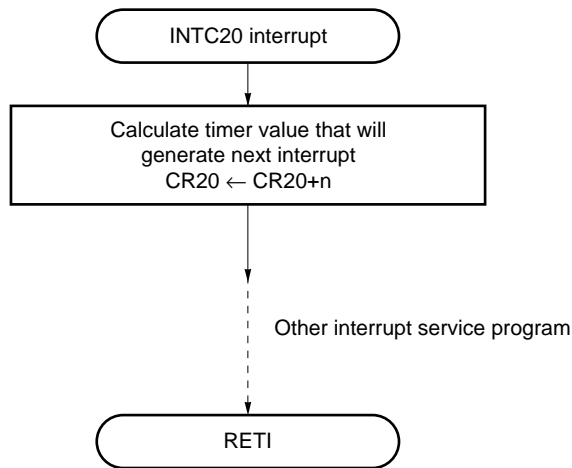 INTC20 interrupt
Calculate timer value that will
generate next interrupt
CR20 ← CR20+n
Other interrupt service program
RETI